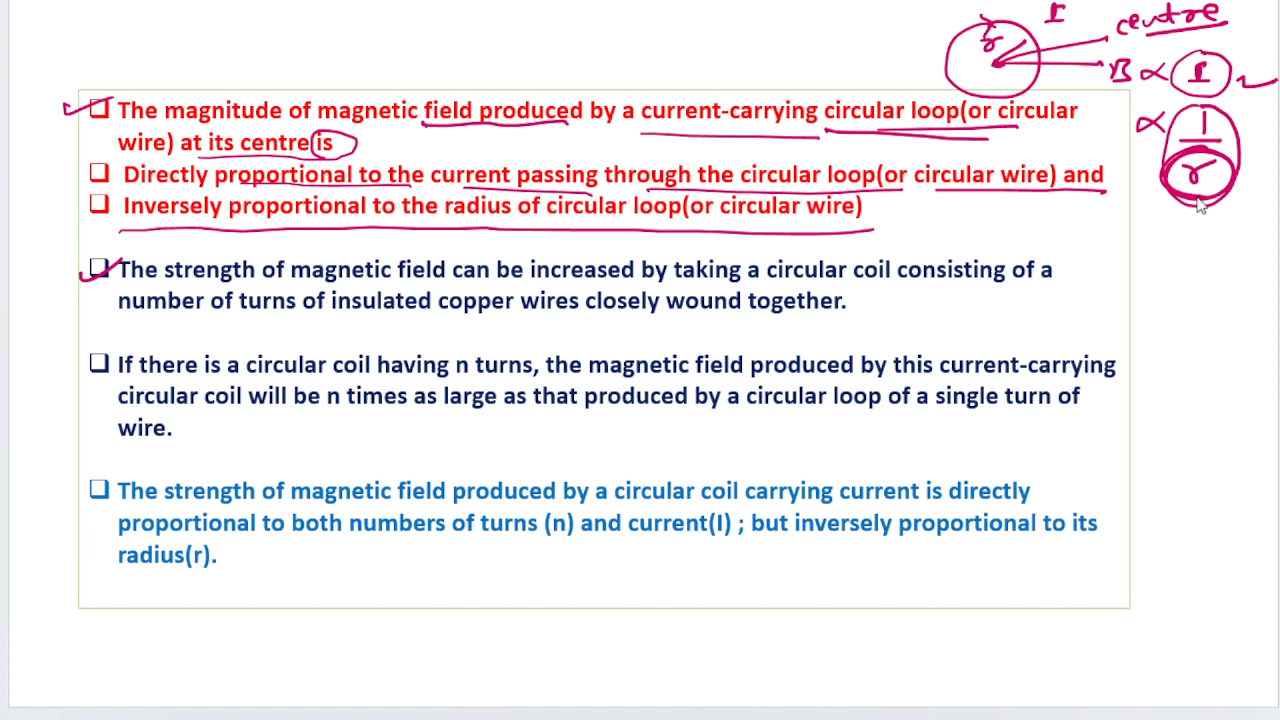 I
centre
r
B ∝ I
∝ 1/r
❑ The magnitude of magnetic field produced by a current-carrying circular loop(or circular
wire) at its centre is
❑ Directly proportional to the current passing through the circular loop(or circular wire) and
❑ Inversely proportional to the radius of circular loop(or circular wire)
❑ The strength of magnetic field can be increased by taking a circular coil consisting of a
number of turns of insulated copper wires closely wound together.
❑ If there is a circular coil having n turns, the magnetic field produced by this current-carrying
circular coil will be n times as large as that produced by a circular loop of a single turn of
wire.
❑ The strength of magnetic field produced by a circular coil carrying current is directly
proportional to both numbers of turns (n) and current(I) ; but inversely proportional to its
radius(r).